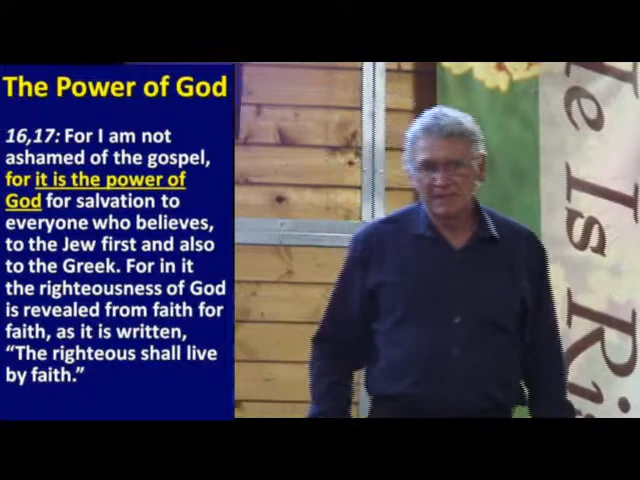 The Power of God
16,17: For I am not
ashamed of the gospel,
for it is the power of
God for salvation to
everyone who believes,
to the Jew first and also
to the Greek. For in it
the righteousness of God
is revealed from faith for
faith, as it is written,
“The righteous shall live
by faith.”
He Is Ris